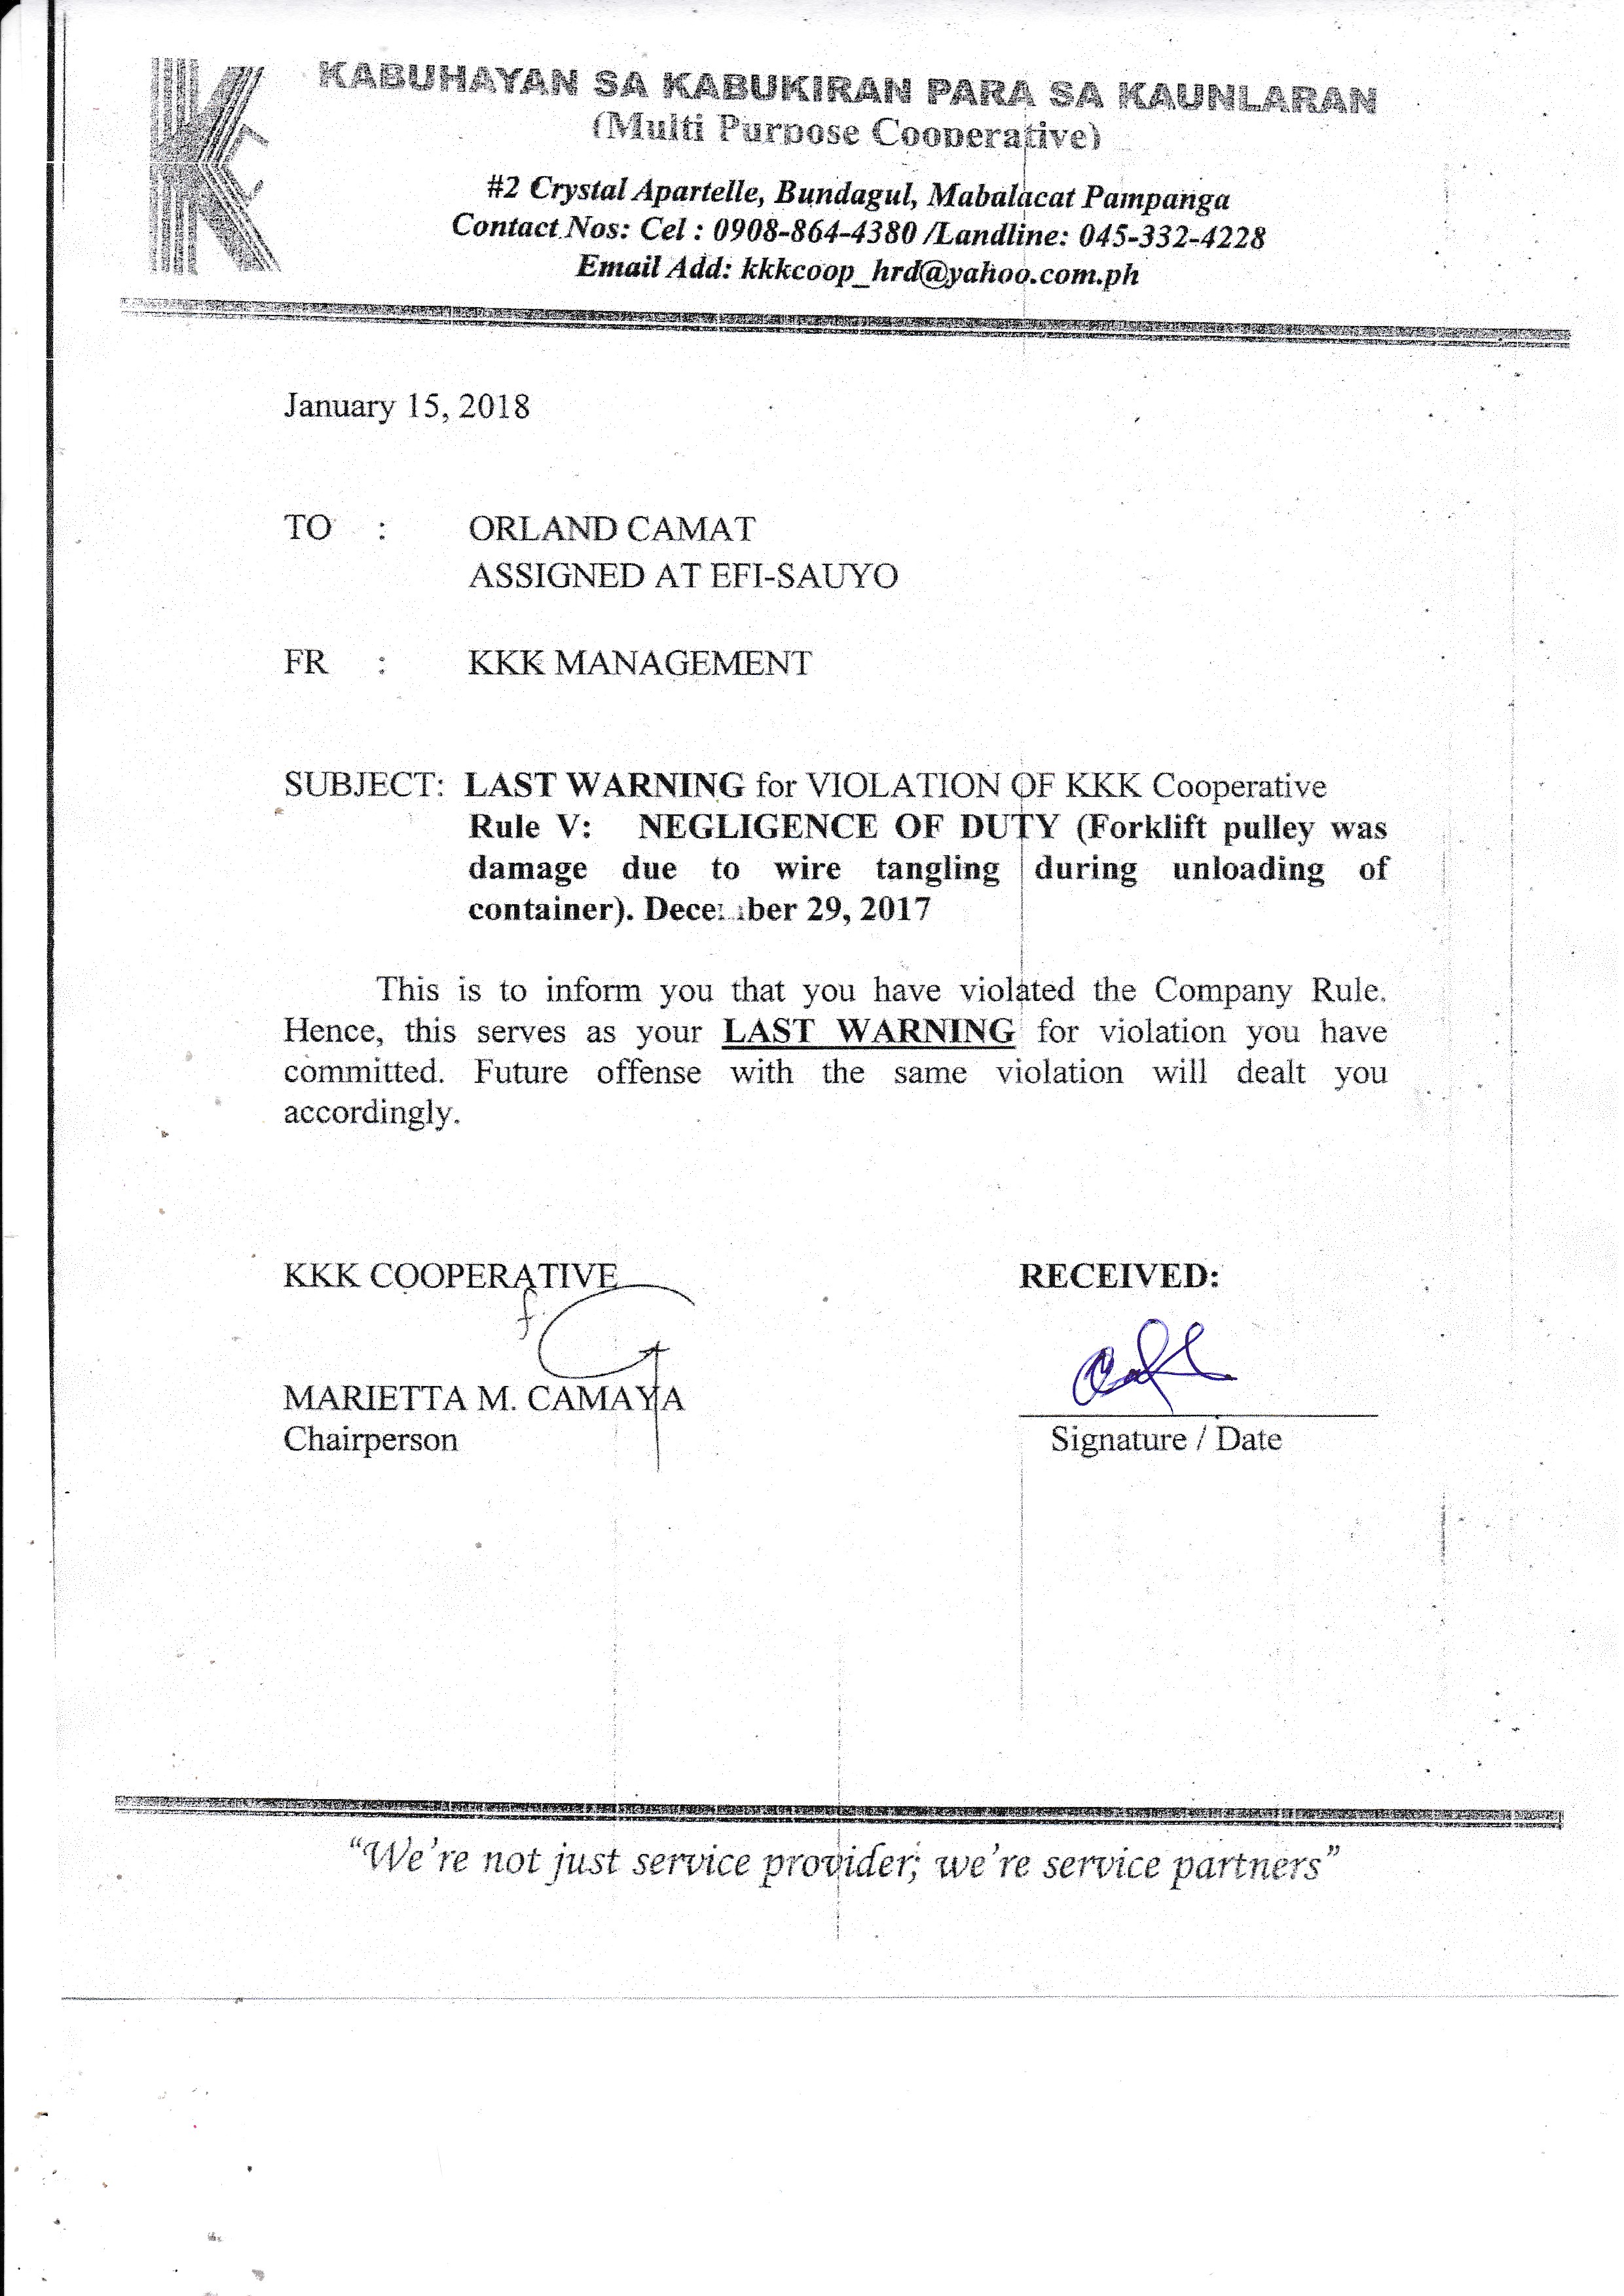 KABUHAYAN SA KABUKIRAN PARA SA KAUNLARAN
(Multi Purpose Cooperative)
#2 Crystal Apartelle, Bundagul, Mabalacat Pampanga
Contact Nos: Cel : 0908-864-4380 /Landline: 045-332-4228
Email Add: kkkcoop_hrd@yahoo.com.ph
January 15, 2018
TO : ORLAND CAMAT
ASSIGNED AT EFI-SAUYO
FR : KKK MANAGEMENT
SUBJECT: LAST WARNING for VIOLATION OF KKK Cooperative
Rule V: NEGLIGENCE OF DUTY (Forklift pulley was
damage due to wire tangling during unloading of
container). December 29, 2017
This is to inform you that you have violated the Company Rule.
Hence, this serves as your LAST WARNING for violation you have
committed. Future offense with the same violation will dealt you
accordingly.
KKK COOPERATIVE RECEIVED:
MARIETTA M. CAMAYA
Chairperson Signature / Date
"We're not just service provider; we're service partners"